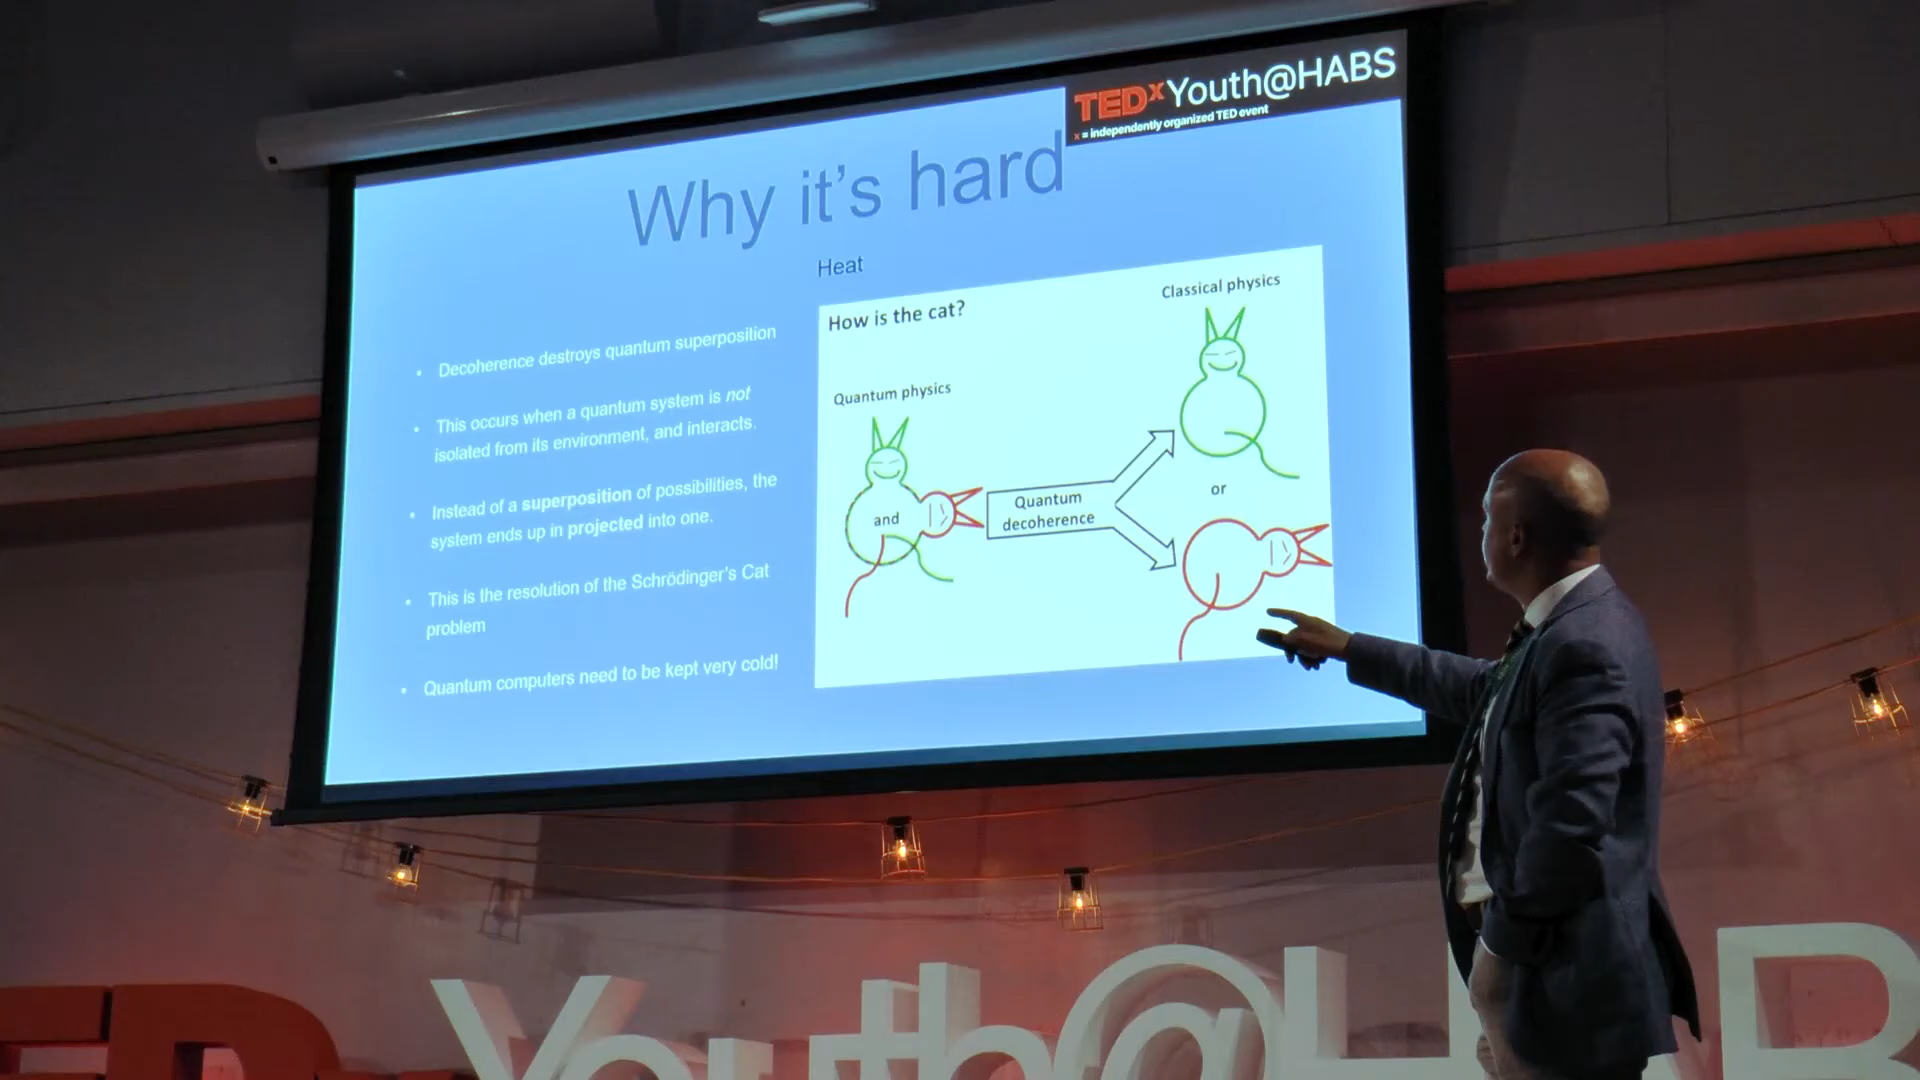 TEDxYouth@HABS
x = independently organized TED event
Why it's hard
Heat
• Decoherence destroys quantum superposition
• This occurs when a quantum system is not
isolated from its environment, and interacts.
• Instead of a superposition of possibilities, the
system ends up in projected into one.
• This is the resolution of the Schrödinger's Cat
problem
• Quantum computers need to be kept very cold!
How is the cat?
Quantum physics
and
Quantum
decoherence
Classical physics
or
TEDxYouth@HAB